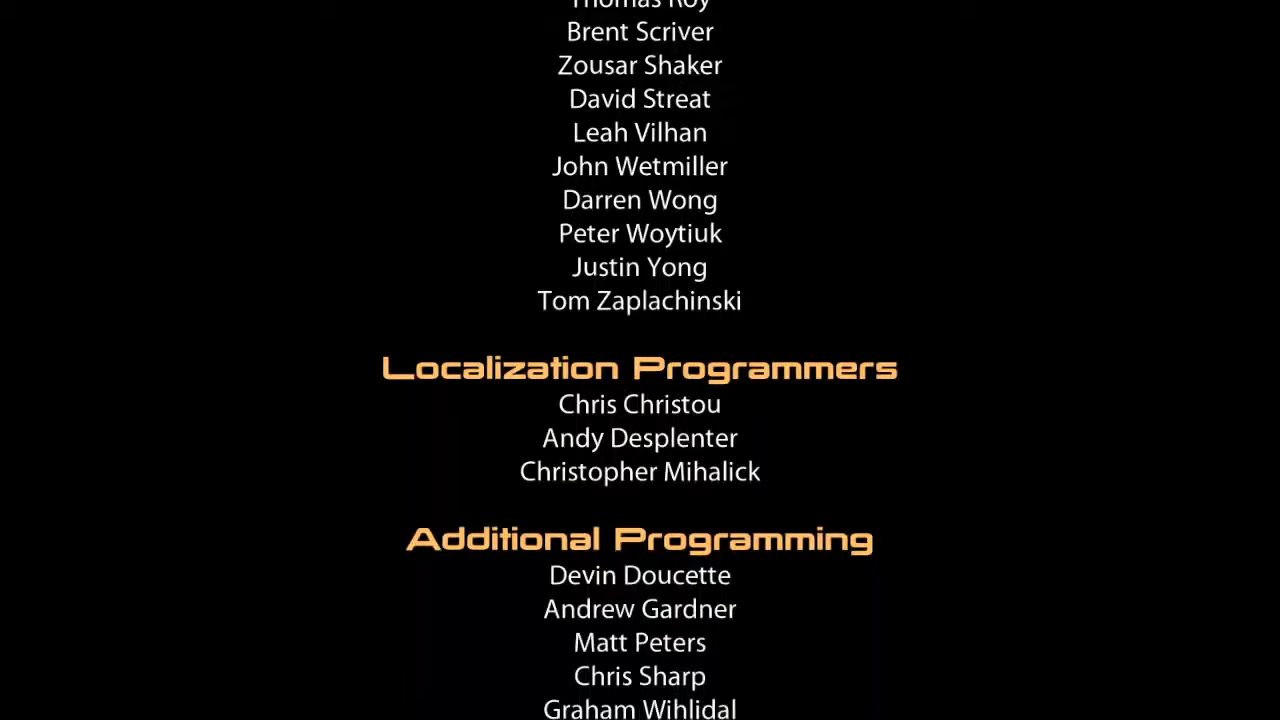 Thomas Roy
Brent Scriver
Zousar Shaker
David Streat
Leah Vilhan
John Wetmiller
Darren Wong
Peter Woytiuk
Justin Yong
Tom Zaplachinski
Localization Programmers
Chris Christou
Andy Desplenter
Christopher Mihalick
Additional Programming
Devin Doucette
Andrew Gardner
Matt Peters
Chris Sharp
Graham Wihlidal